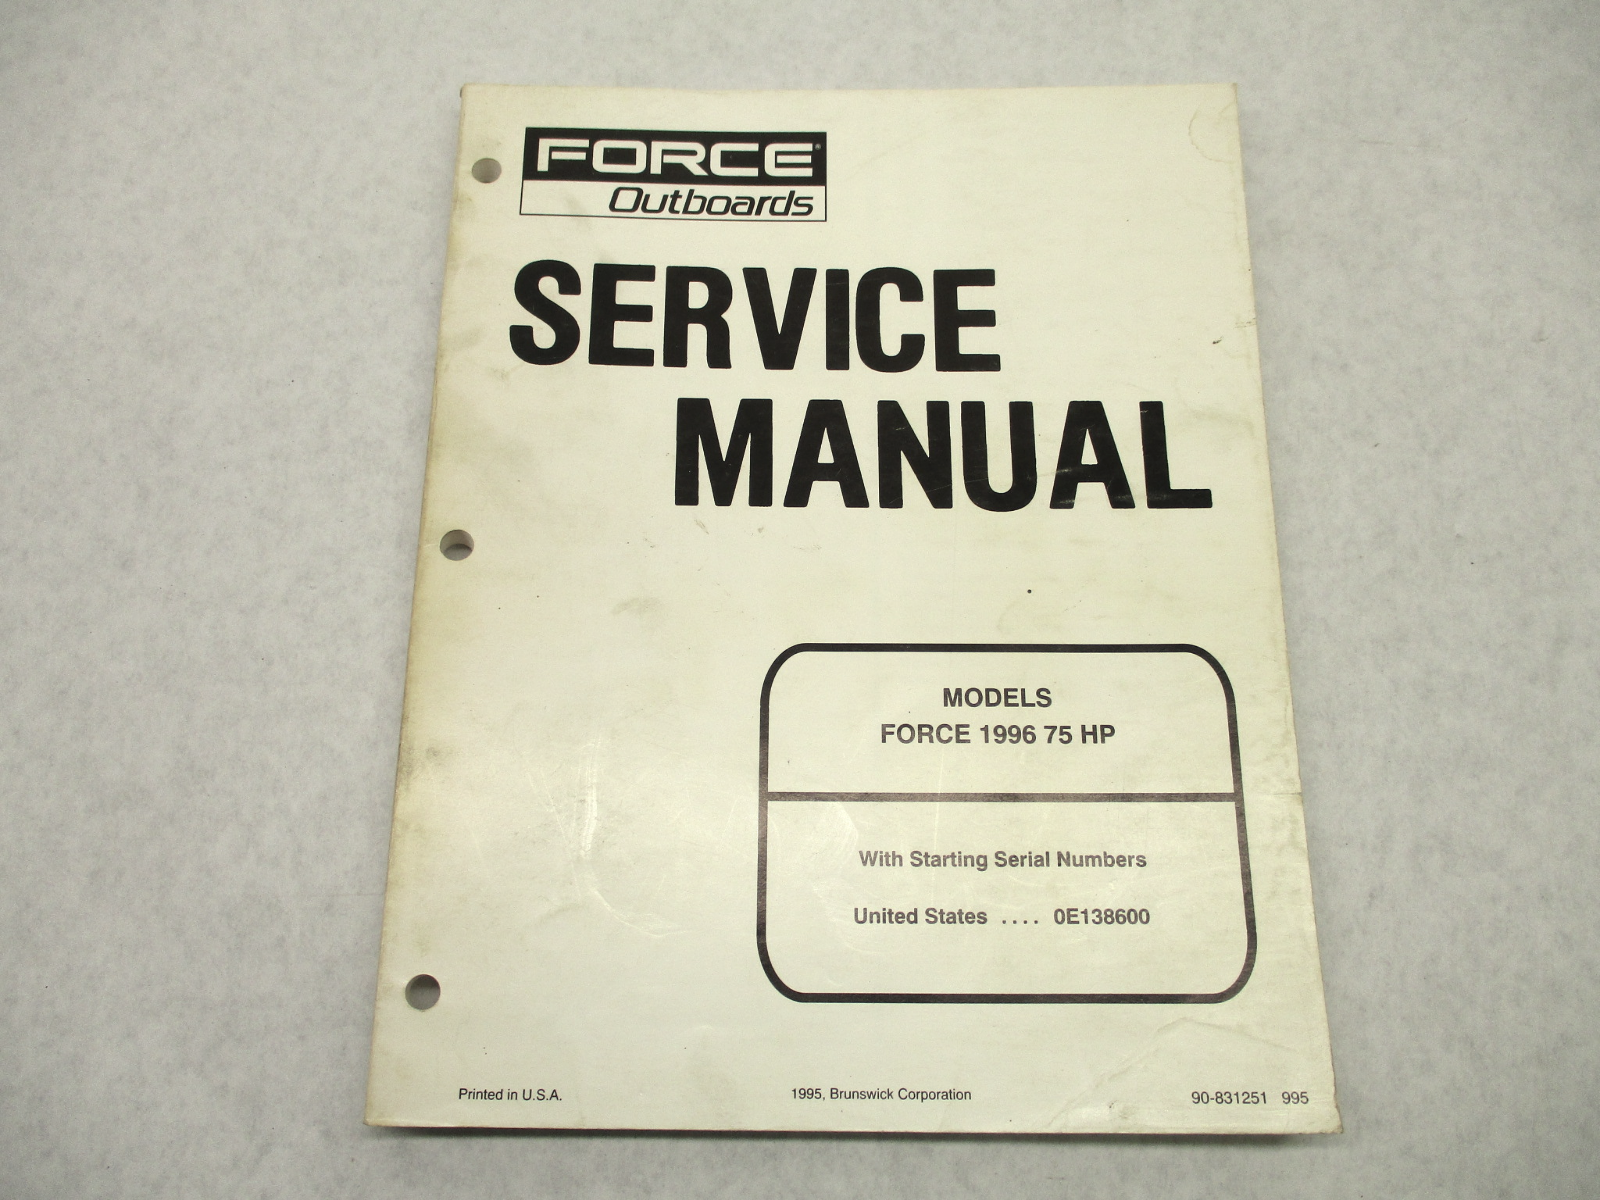 FORCE®
Outboards
SERVICE
MANUAL
MODELS
FORCE 1996 75 HP
With Starting Serial Numbers
United States .... 0E138600
Printed in U.S.A.
1995, Brunswick Corporation
90-831251 995